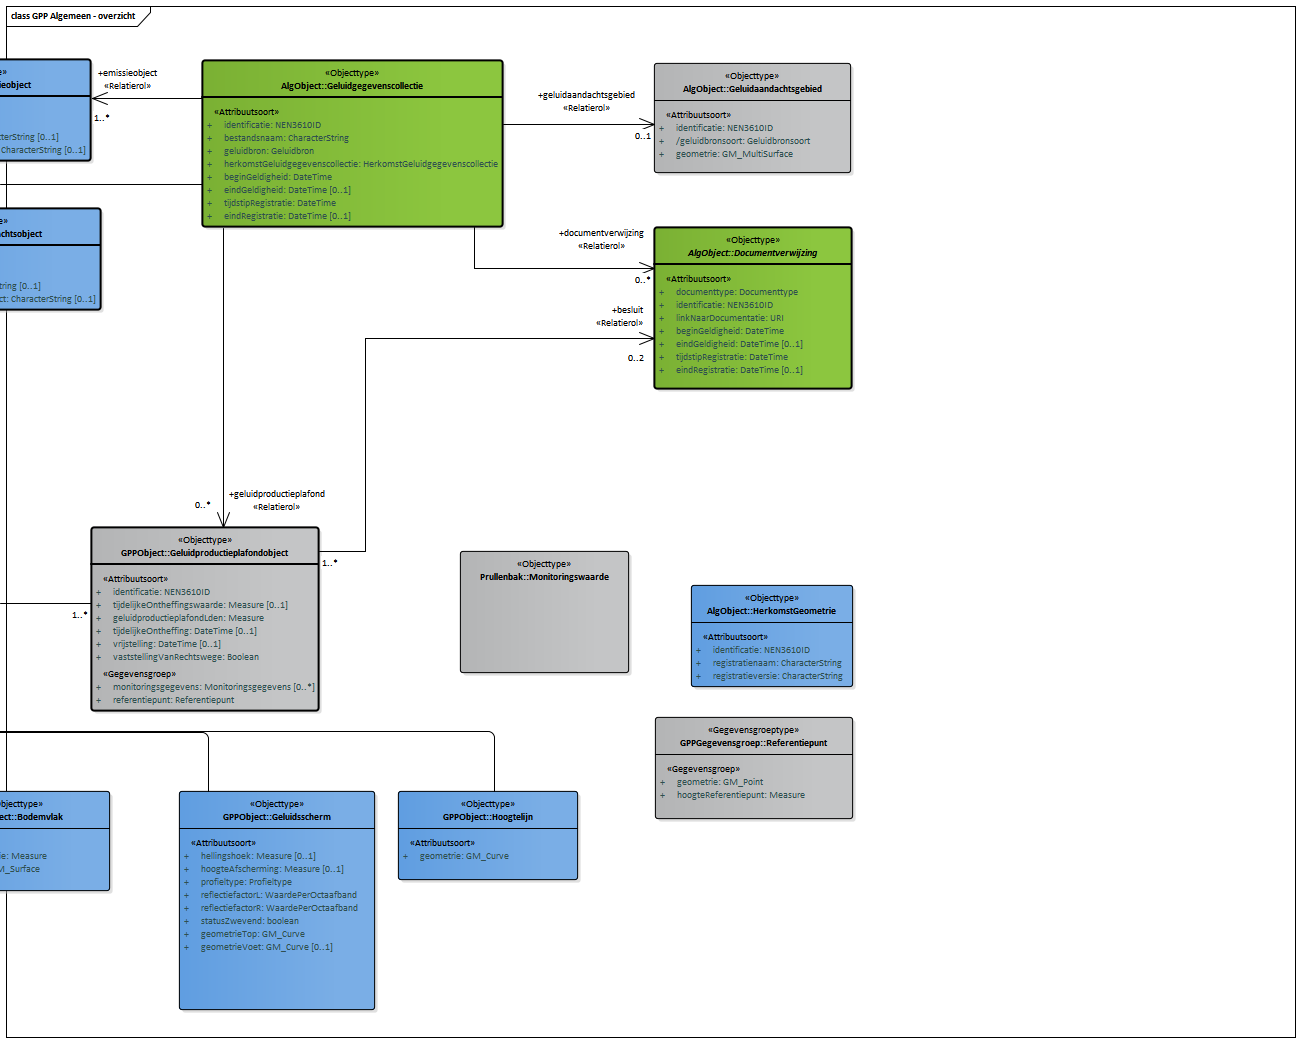 class GPP Algemeen - overzicht
e»
ieobject
cterString [0..1]
CharacterString [0..1]
+emissieobject
«Relatierol»
1..*
«Objecttype»
AlgObject::Geluidgegevenscollectie
«Attribuutsoort»
+ identificatie: NEN3610ID
+ bestandsnaam: CharacterString
+ geluidbron: Geluidbron
+ herkomstGeluidgegevenscollectie: HerkomstGeluidgegevenscollectie
+ beginGeldigheid: DateTime
+ eindGeldigheid: DateTime [0..1]
+ tijdstipRegistratie: DateTime
+ eindRegistratie: DateTime [0..1]
+geluidaandachtsgebied
«Relatierol»
0..1
«Objecttype»
AlgObject::Geluidaandachtsgebied
«Attribuutsoort»
+ identificatie: NEN3610ID
+ /geluidbronsoort: Geluidbronsoort
+ geometrie: GM_MultiSurface
e»
achtsobject
tring [0..1]
ct: CharacterString [0..1]
+documentverwijzing
«Relatierol»
0..*
«Objecttype»
AlgObject::Documentverwijzing
«Attribuutsoort»
+ documenttype: Documenttype
+ identificatie: NEN3610ID
+ linkNaarDocumentatie: URI
+ beginGeldigheid: DateTime
+ eindGeldigheid: DateTime [0..1]
+ tijdstipRegistratie: DateTime
+ eindRegistratie: DateTime [0..1]
+besluit
«Relatierol»
0..2
+geluidproductieplafond
«Relatierol»
0..*
«Objecttype»
GPPObject::Geluidproductieplafondobject
«Attribuutsoort»
+ identificatie: NEN3610ID
+ tijdelijkeOntheffingswaarde: Measure [0..1]
+ geluidproductieplafondLden: Measure
+ tijdelijkeOntheffing: DateTime [0..1]
+ vrijstelling: DateTime [0..1]
+ vaststellingVanRechtswege: Boolean
«Gegevensgroep»
+ monitoringsgegevens: Monitoringsgegevens [0..*]
+ referentiepunt: Referentiepunt
1..*
1..*
«Objecttype»
Prullenbak::Monitoringswaarde
«Objecttype»
AlgObject::HerkomstGeometrie
«Attribuutsoort»
+ identificatie: NEN3610ID
+ registratienaam: CharacterString
+ registratieversie: CharacterString
«Gegevensgroeptype»
GPPGegevensgroep::Referentiepunt
«Gegevensgroep»
+ geometrie: GM_Point
+ hoogteReferentiepunt: Measure
bjecttype»
ect::Bodemvlak
ie: Measure
M_Surface
«Objecttype»
GPPObject::Geluidsscherm
«Attribuutsoort»
+ hellingshoek: Measure [0..1]
+ hoogteAfscherming: Measure [0..1]
+ profieltype: Profieltype
+ reflectiefactorL: WaardePerOctaafband
+ reflectiefactorR: WaardePerOctaafband
+ statusZwevend: boolean
+ geometrieTop: GM_Curve
+ geometrieVoet: GM_Curve [0..1]
«Objecttype»
GPPObject::Hoogtelijn
«Attribuutsoort»
+ geometrie: GM_Curve